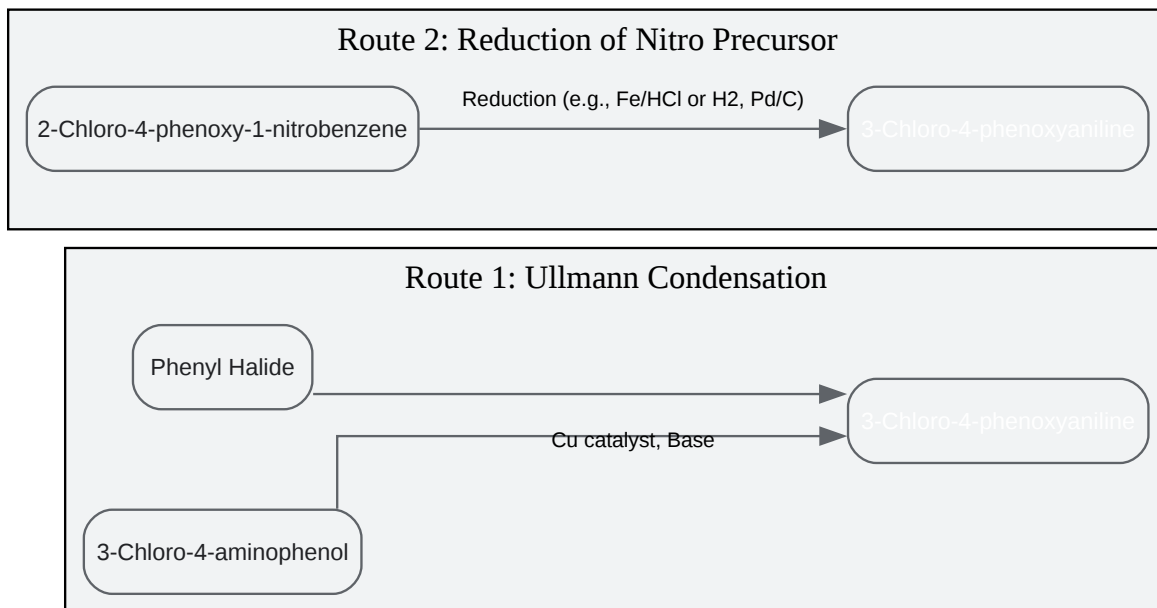 Route 2: Reduction of Nitro Precursor
Reduction (e.g., Fe/HCl or H2, Pd/C)
2-Chloro-4-phenoxy-1-nitrobenzene
3-Chloro-4-phenoxyaniline
Route 1: Ullmann Condensation
Phenyl Halide
3-Chloro-4-phenoxyaniline
Cu catalyst, Base
3-Chloro-4-aminophenol